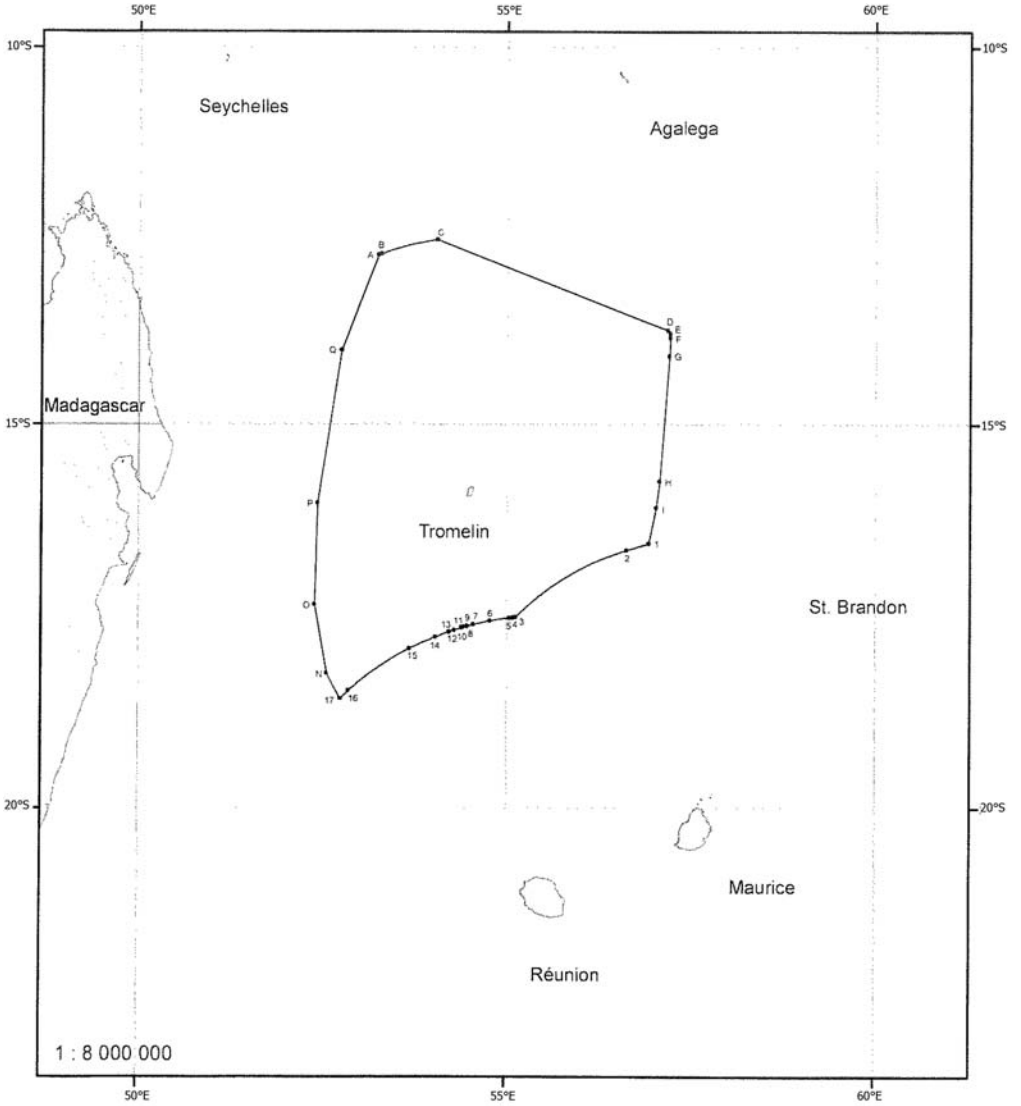 50°E 55°E 60°E
10°S 10°S
Seychelles
Agalega
C
B
A
D
E
F
Q G
Madagascar
15°S 15°S
H
P
I
Tromelin
1
2
St. Brandon
O
6
11 9 7
13 5 4 3
12 10 8
14
15
N
17 16
20°S 20°S
Maurice
Réunion
1 : 8 000 000
50°E 55°E 60°E